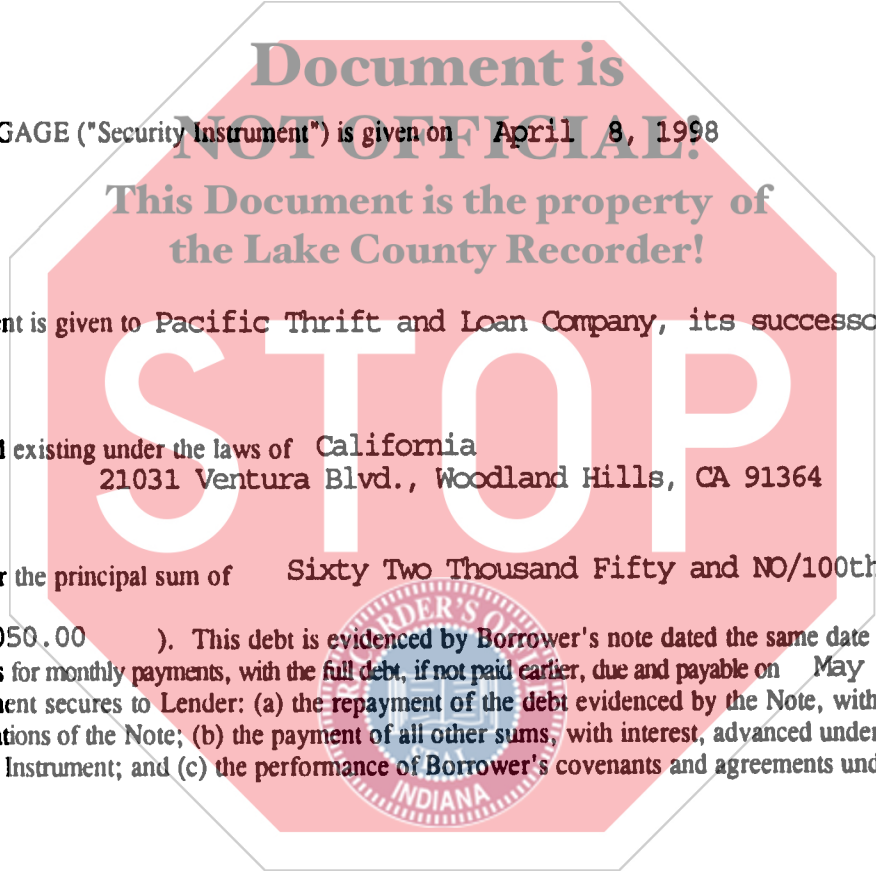 Document is
NOT OFFICIAL!
GAGE ("Security Instrument") is given on April 8, 1998
This Document is the property of
the Lake County Recorder!
nt is given to Pacific Thrift and Loan Company, its successo
STOP
existing under the laws of California
21031 Ventura Blvd., Woodland Hills, CA 91364
r the principal sum of Sixty Two Thousand Fifty and NO/100th
050.00 ). This debt is evidenced by Borrower's note dated the same date
s for monthly payments, with the full debt, if not paid earlier, due and payable on May
ent secures to Lender: (a) the repayment of the debt evidenced by the Note, with
tions of the Note; (b) the payment of all other sums, with interest, advanced under
Instrument; and (c) the performance of Borrower's covenants and agreements und
RECORDER'S OFFICE
SEAL
INDIANA